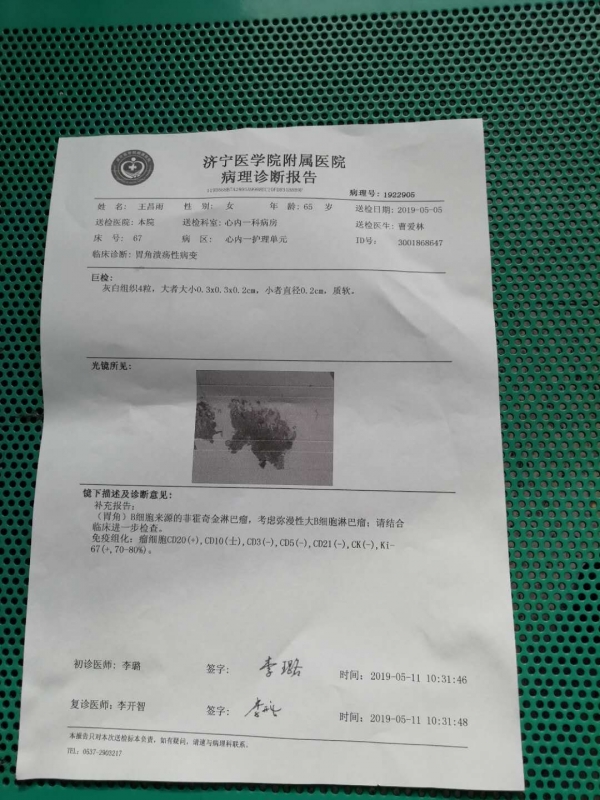 济宁医学院附属医院
病理诊断报告
病理号: 1922905
姓 名: 王昌雨 性 别: 女 年 龄: 65 岁 送检日期: 2019-05-05
送检医院: 本院 送检科室: 心内一科病房 送检医生: 曹爱林
床 号: 67 病 区: 心内一护理单元 ID号: 3001868647
临床诊断: 胃角溃疡性病变
巨检:
灰白组织4粒，大者大小0.3x0.3x0.2cm，小者直径0.2cm，质软。
光镜所见:
镜下描述及诊断意见:
补充报告:
（胃角）B细胞来源的非霍奇金淋巴瘤，考虑弥漫性大B细胞淋巴瘤；请结合
临床进一步检查。
免疫组化: 瘤细胞CD20(+),CD10(士),CD3(-),CD5(-),CD21(-),CK(-),Ki-
67(+,70-80%)。
初诊医师: 李璐 签字: 李璐 时间: 2019-05-11 10:31:46
复诊医师: 李开智 签字: 时间: 2019-05-11 10:31:48
本报告只对本次送检标本负责，如有疑问，请速与病理科联系。
TEL: 0537-2903217